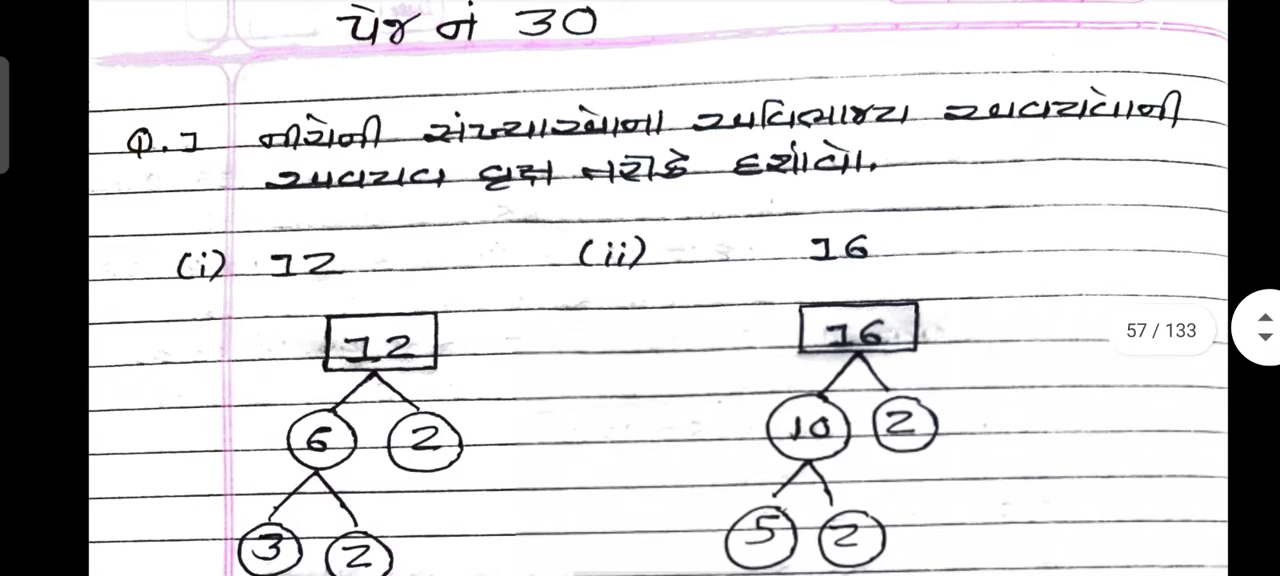 પેજ નં 30
Q.1 નીચેની સંખ્યાઓના અવિભાજ્ય અવયવોની
અવયવ વૃક્ષ તરીકે દર્શાવો.
(i) 12 (ii) 16
12 16
6 2 10 2
57 / 133
3 2 5 2